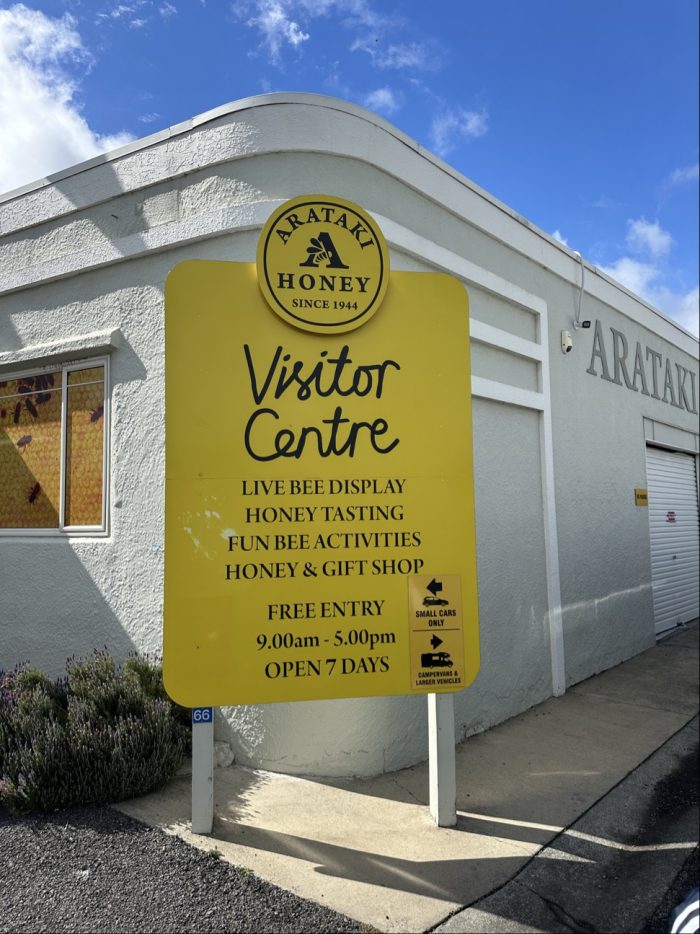 ARATAKI
A
HONEY
SINCE 1944
Visitor
Centre
LIVE BEE DISPLAY
HONEY TASTING
FUN BEE ACTIVITIES
HONEY & GIFT SHOP
FREE ENTRY
9.00am - 5.00pm
OPEN 7 DAYS
SMALL CARS
ONLY
CAMPERVANS &
LARGER VEHICLES
66
ARATAKI